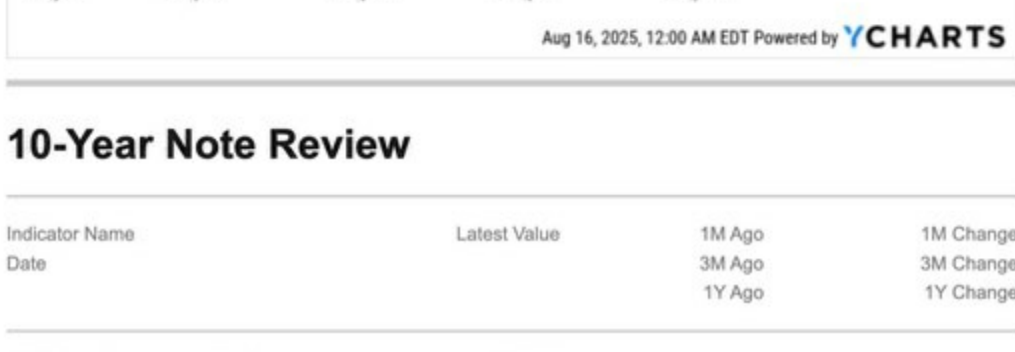 Aug 16, 2025, 12:00 AM EDT Powered by YCHARTS
10-Year Note Review
Indicator Name Latest Value 1M Ago 1M Change
Date 3M Ago 3M Change
1Y Ago 1Y Change